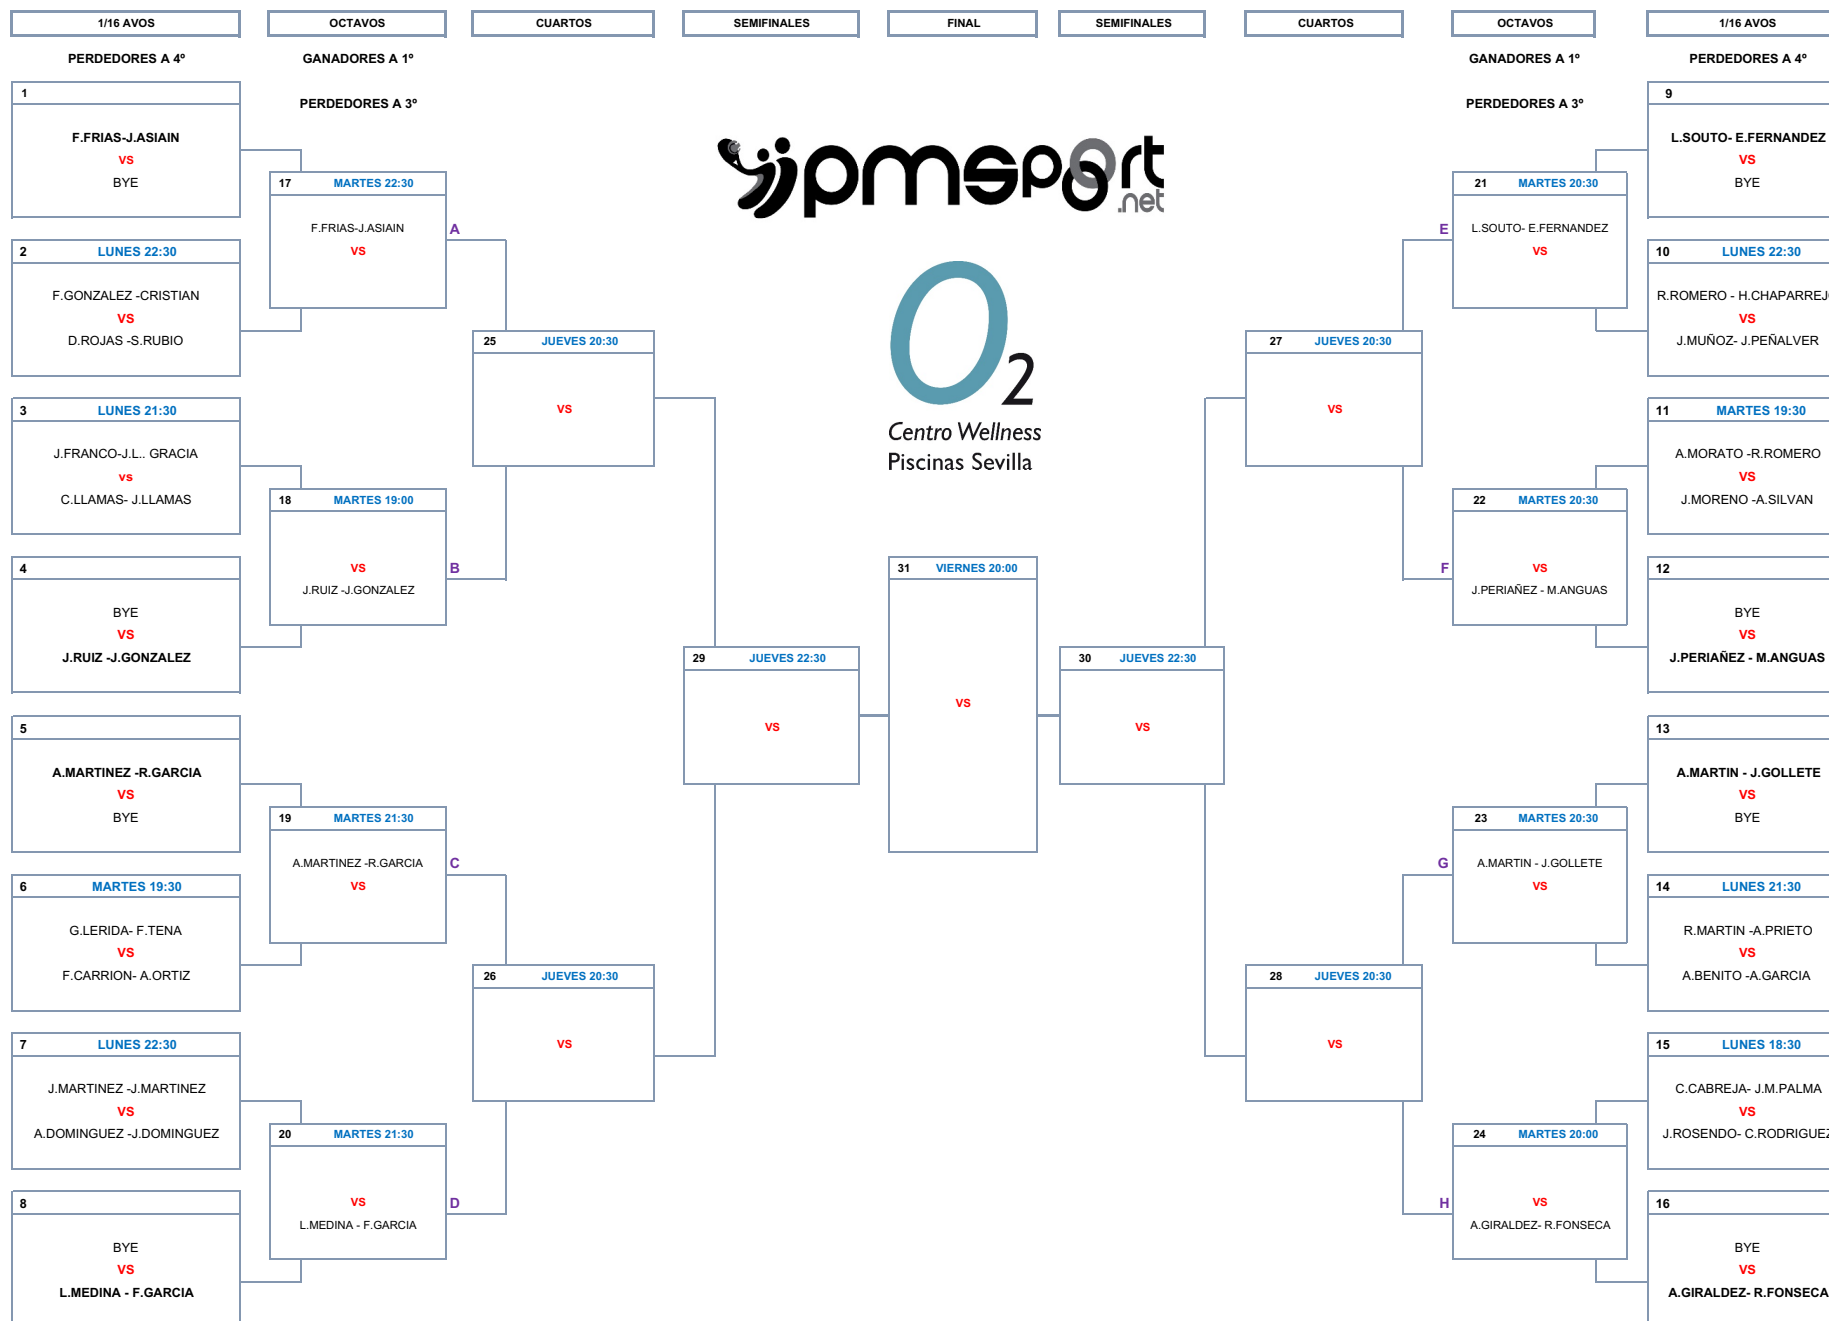 1/16 AVOS
OCTAVOS
CUARTOS
SEMIFINALES
FINAL
SEMIFINALES
CUARTOS
OCTAVOS
1/16 AVOS
PERDEDORES A 4º
GANADORES A 1º
GANADORES A 1º
PERDEDORES A 4º
PERDEDORES A 3º
PERDEDORES A 3º
1
F.FRIAS-J.ASIAIN
VS
BYE
2 LUNES 22:30
F.GONZALEZ -CRISTIAN
VS
D.ROJAS -S.RUBIO
3 LUNES 21:30
J.FRANCO-J.L.. GRACIA
vs
C.LLAMAS- J.LLAMAS
4
BYE
VS
J.RUIZ -J.GONZALEZ
5
A.MARTINEZ -R.GARCIA
VS
BYE
6 MARTES 19:30
G.LERIDA- F.TENA
VS
F.CARRION- A.ORTIZ
7 LUNES 22:30
J.MARTINEZ -J.MARTINEZ
VS
A.DOMINGUEZ -J.DOMINGUEZ
8
BYE
VS
L.MEDINA - F.GARCIA
17 MARTES 22:30
F.FRIAS-J.ASIAIN
VS
A
18 MARTES 19:00
VS
J.RUIZ -J.GONZALEZ
B
19 MARTES 21:30
A.MARTINEZ -R.GARCIA
VS
C
20 MARTES 21:30
VS
L.MEDINA - F.GARCIA
D
25 JUEVES 20:30
VS
26 JUEVES 20:30
VS
29 JUEVES 22:30
VS
pmsport
.net
O2
Centro Wellness
Piscinas Sevilla
31 VIERNES 20:00
VS
30 JUEVES 22:30
VS
27 JUEVES 20:30
VS
28 JUEVES 20:30
VS
E
21 MARTES 20:30
L.SOUTO- E.FERNANDEZ
VS
F
22 MARTES 20:30
VS
J.PERIAÑEZ - M.ANGUAS
G
23 MARTES 20:30
A.MARTIN - J.GOLLETE
VS
H
24 MARTES 20:00
VS
A.GIRALDEZ- R.FONSECA
9
L.SOUTO- E.FERNANDEZ
VS
BYE
10 LUNES 22:30
R.ROMERO - H.CHAPARREJ
VS
J.MUÑOZ- J.PEÑALVER
11 MARTES 19:30
A.MORATO -R.ROMERO
VS
J.MORENO -A.SILVAN
12
BYE
VS
J.PERIAÑEZ - M.ANGUAS
13
A.MARTIN - J.GOLLETE
VS
BYE
14 LUNES 21:30
R.MARTIN -A.PRIETO
VS
A.BENITO -A.GARCIA
15 LUNES 18:30
C.CABREJA- J.M.PALMA
VS
J.ROSENDO- C.RODRIGUEZ
16
BYE
VS
A.GIRALDEZ- R.FONSECA